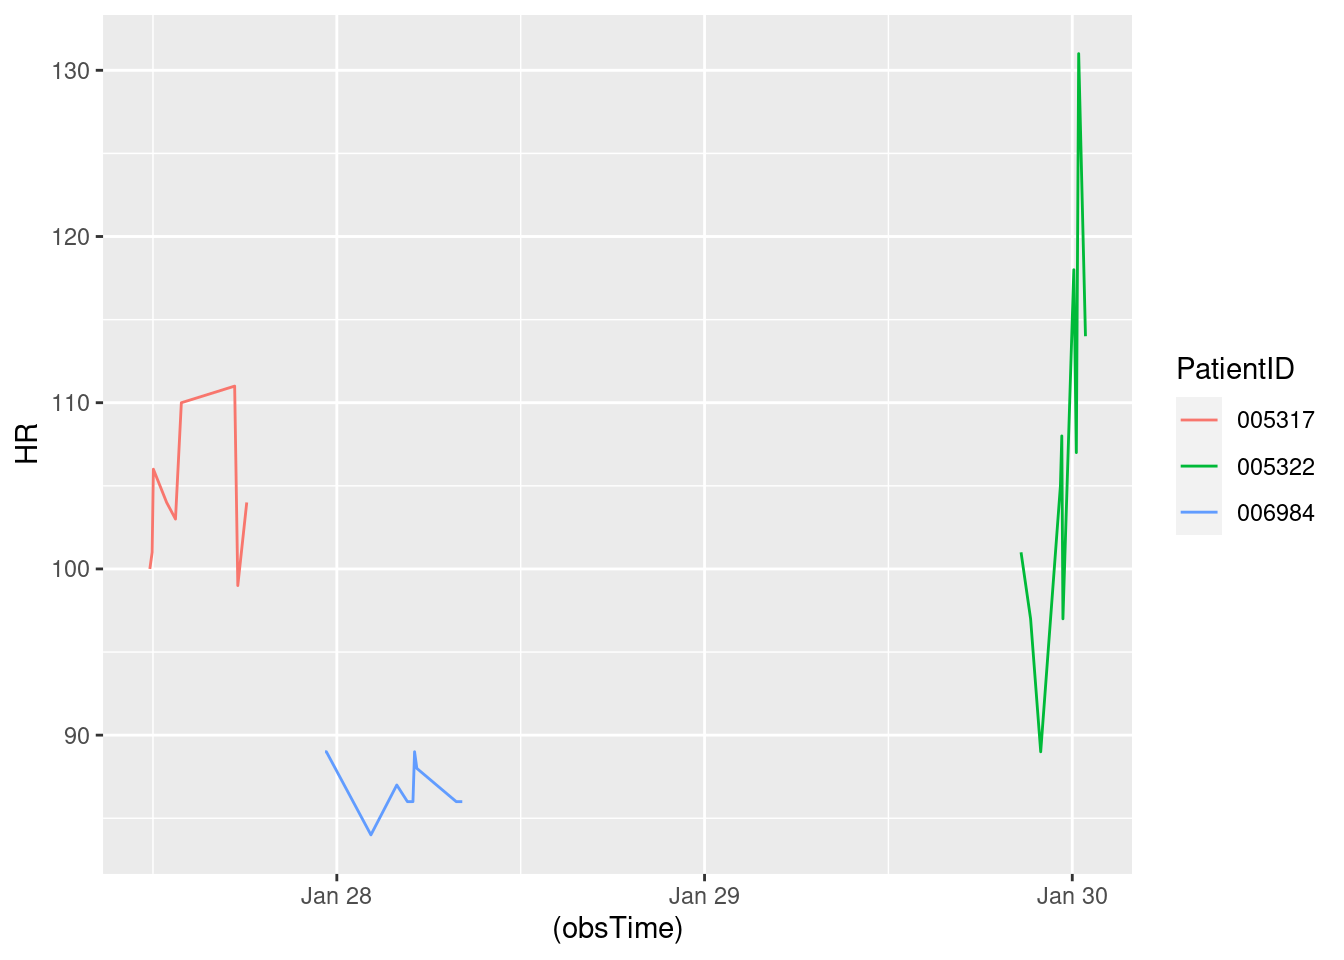 130
120
110
100
90
HR
Jan 28
Jan 29
Jan 30
(obsTime)
PatientID
005317
005322
006984